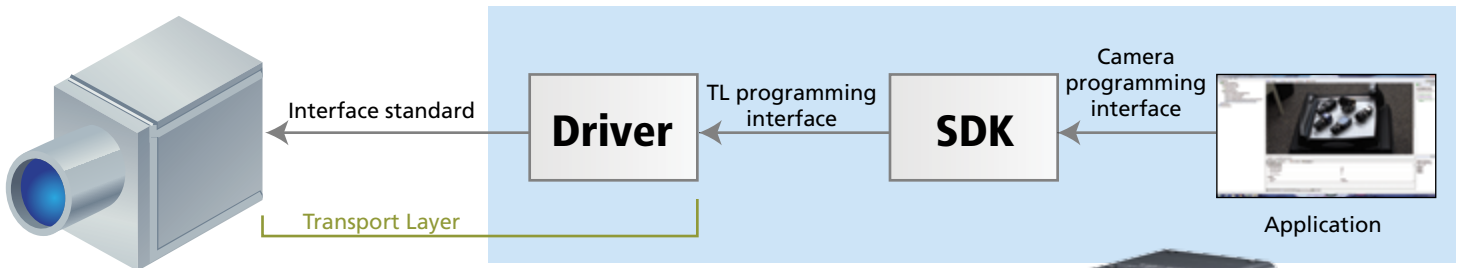 Interface standard
Driver
TL programming
interface
SDK
Camera
programming
interface
Application
Transport Layer